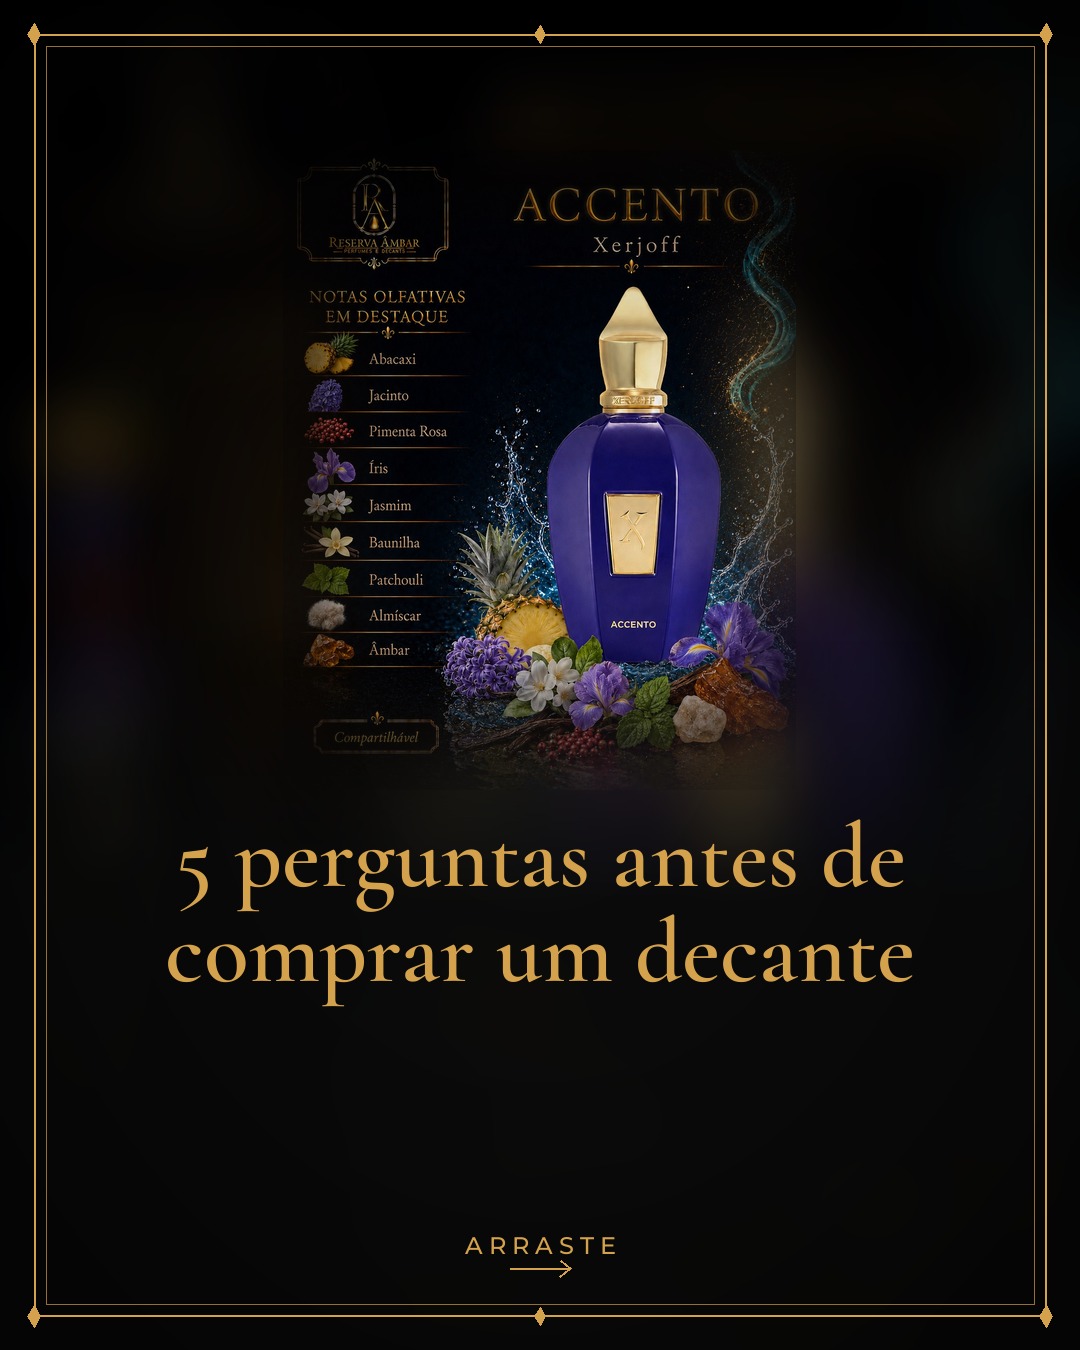 RA
RESERVA ÂMBAR
PERFUMES E DECANTS
ACCENTO
Xerjoff
NOTAS OLFATIVAS
EM DESTAQUE
Abacaxi
Jacinto
Pimenta Rosa
Íris
Jasmim
Baunilha
Patchouli
Almíscar
Âmbar
Compartilhável
XERJOFF
X
ACCENTO
5 perguntas antes de
comprar um decante
ARRASTE